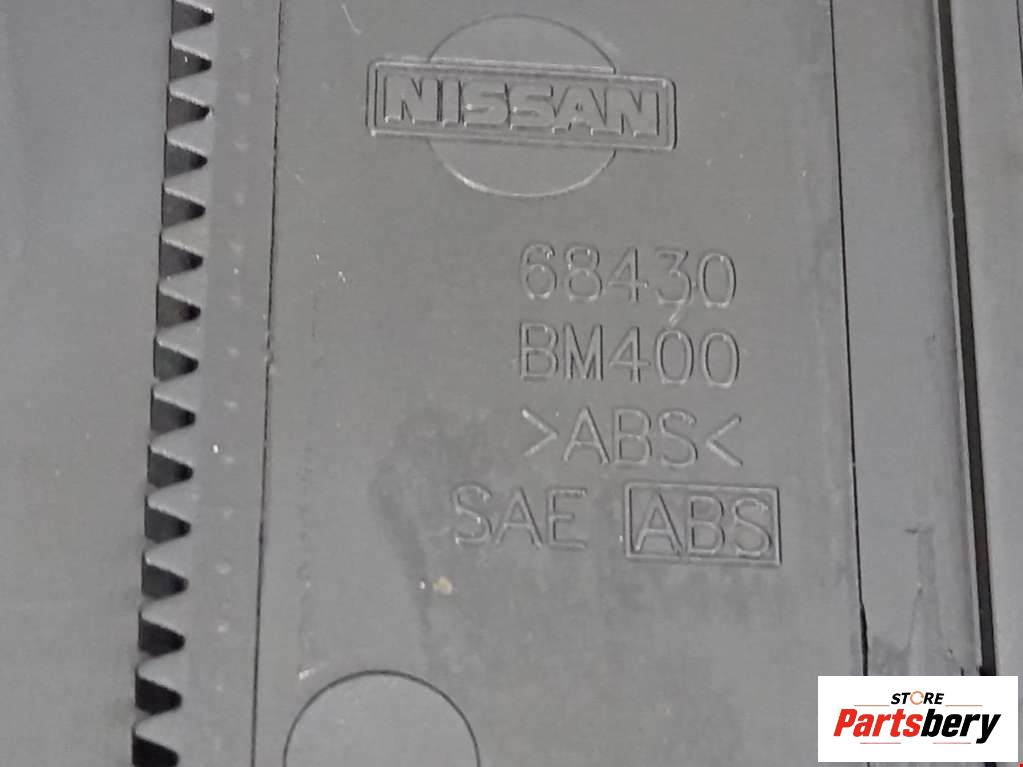 NISSAN
68430
BM400
>ABS<
SAE ABS
STORE
Partsbery